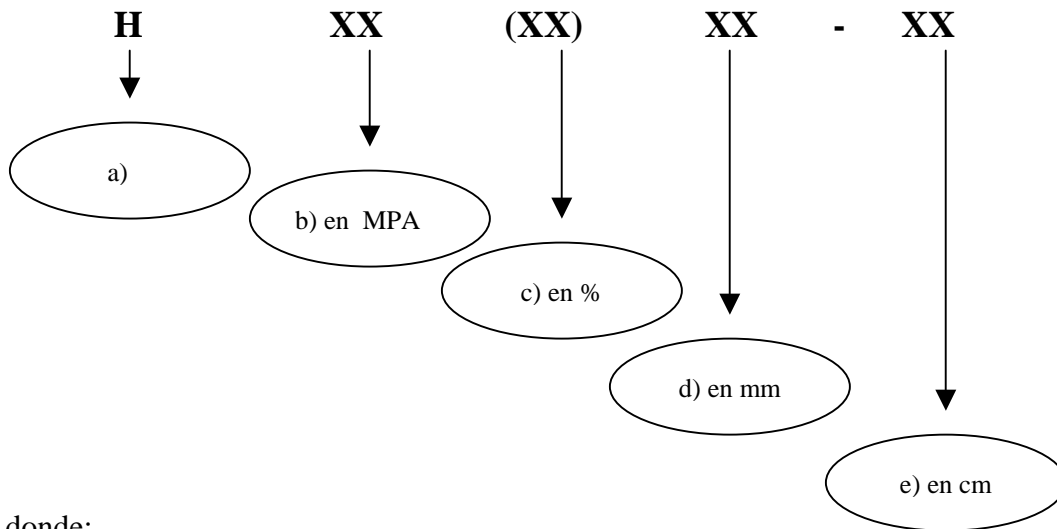 H XX (XX) XX - XX
a)
b) en MPA
c) en %
d) en mm
e) en cm
donde: